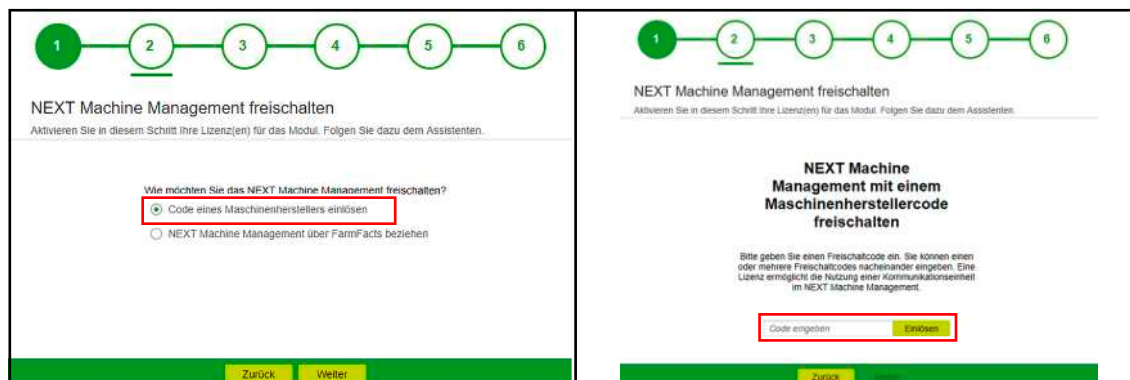 1 2 3 4 5 6
NEXT Machine Management freischalten
Aktivieren Sie in diesem Schritt Ihre Lizenz(en) für das Modul. Folgen Sie dazu dem Assistenten.
Wie möchten Sie das NEXT Machine Management freischalten?
Code eines Maschinenherstellers einlösen
NEXT Machine Management über FarmFacts beziehen
Zurück Weiter
1 2 3 4 5 6
NEXT Machine Management freischalten
Aktivieren Sie in diesem Schritt Ihre Lizenz(en) für das Modul. Folgen Sie dazu dem Assistenten.
NEXT Machine
Management mit einem
Maschinenherstellercode
freischalten
Bitte geben Sie einen Freischaltcode ein. Sie können einen
oder mehrere Freischaltcodes nacheinander eingeben. Eine
Lizenz ermöglicht die Nutzung einer Kommunikationseinheit
im NEXT Machine Management.
Code eingeben Einlösen
Zurück Weiter